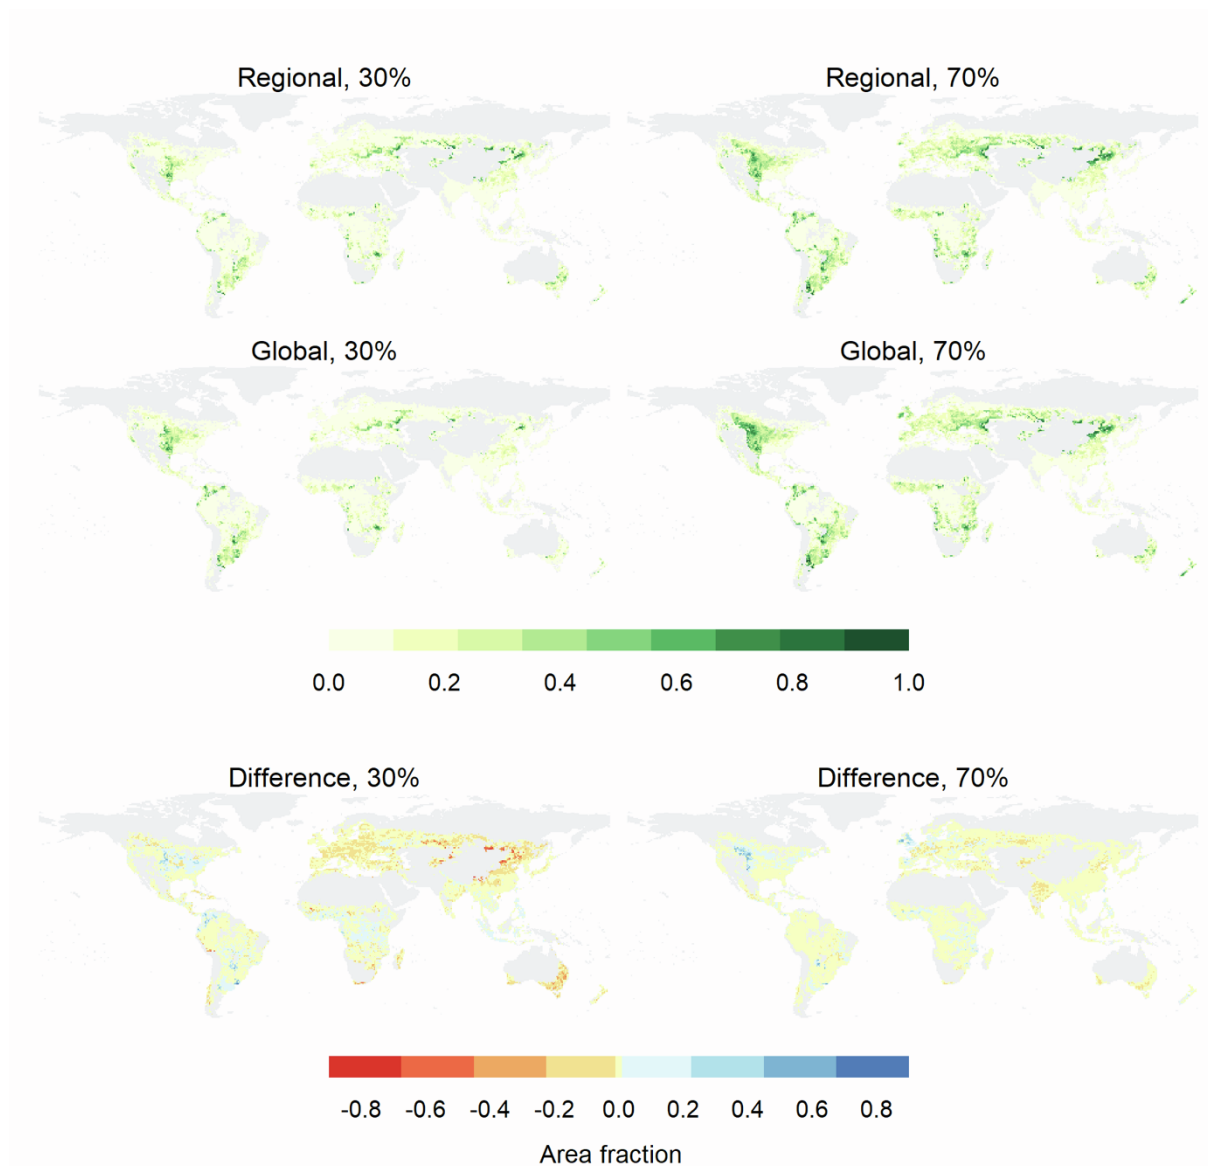 Regional, 30%
Regional, 70%
Global, 30%
Global, 70%
0.0 0.2 0.4 0.6 0.8 1.0
Difference, 30%
Difference, 70%
-0.8 -0.6 -0.4 -0.2 0.0 0.2 0.4 0.6 0.8
Area fraction